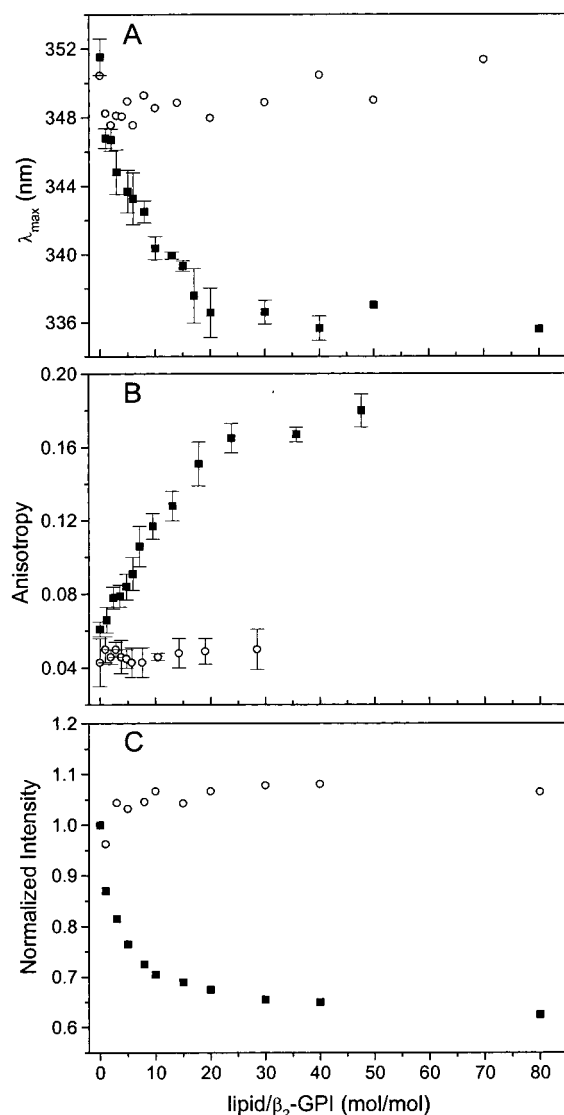 A
352
348
344
340
336
λmax (nm)
B
0.20
0.16
0.12
0.08
0.04
Anisotropy
C
1.2
1.1
1.0
0.9
0.8
0.7
0.6
Normalized Intensity
0 10 20 30 40 50 60 70 80
lipid/β2-GPI (mol/mol)